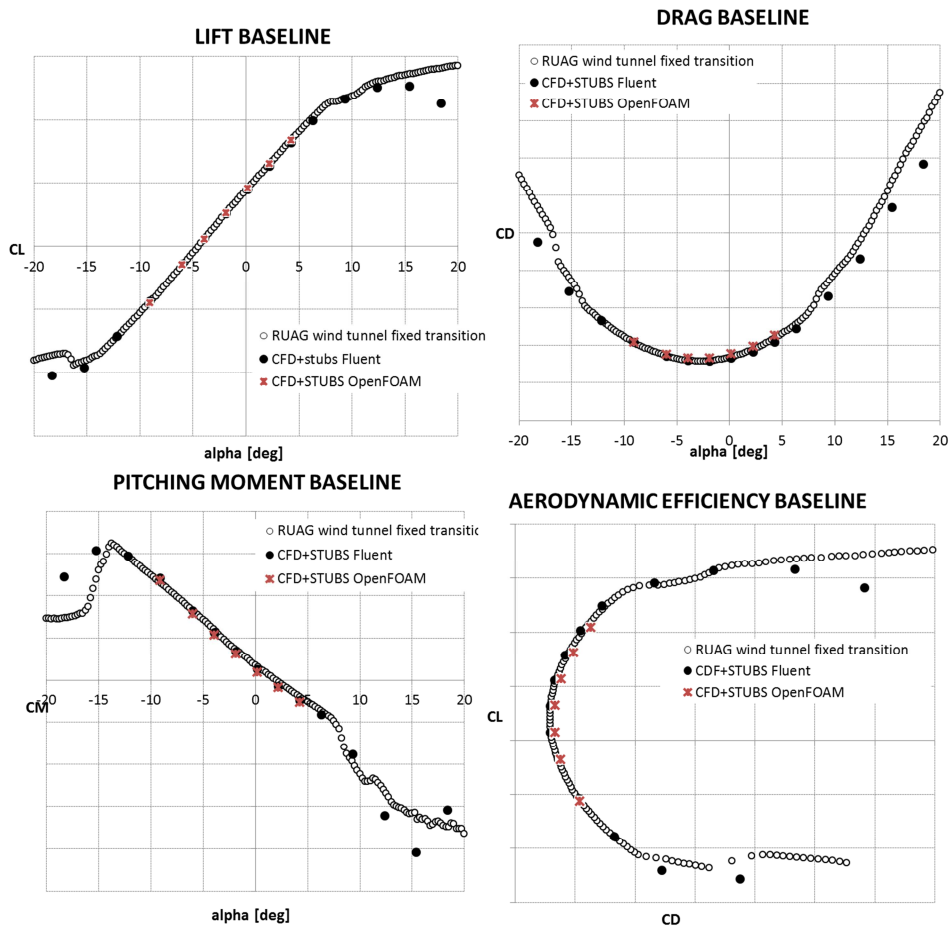 LIFT BASELINE
CL
-20 -15 -10 -5 0 5 10 15 20
RUAG wind tunnel fixed transition
CFD+stubs Fluent
CFD+STUBS OpenFOAM
alpha [deg]
DRAG BASELINE
RUAG wind tunnel fixed transition
CFD+STUBS Fluent
CFD+STUBS OpenFOAM
CD
-20 -15 -10 -5 0 5 10 15 20
alpha [deg]
PITCHING MOMENT BASELINE
RUAG wind tunnel fixed transitic
CFD+STUBS Fluent
CFD+STUBS OpenFOAM
CM
-20 -15 -10 -5 0 5 10 15 20
alpha [deg]
AERODYNAMIC EFFICIENCY BASELINE
RUAG wind tunnel fixed transition
CDF+STUBS Fluent
CFD+STUBS OpenFOAM
CL
CD